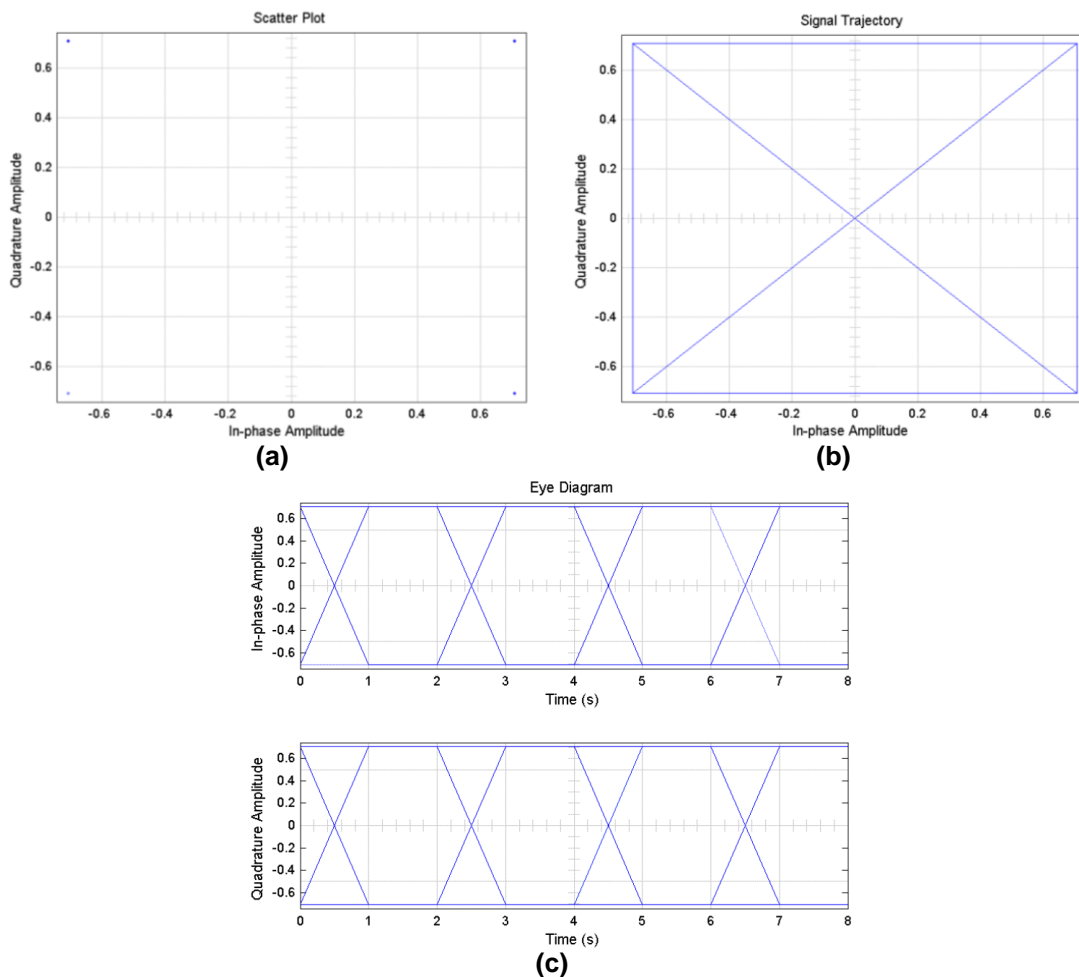 Scatter Plot
0.6
0.4
0.2
0
-0.2
-0.4
-0.6
Quadrature Amplitude
-0.6 -0.4 -0.2 0 0.2 0.4 0.6
In-phase Amplitude
(a)
Signal Trajectory
0.6
0.4
0.2
0
-0.2
-0.4
-0.6
Quadrature Amplitude
-0.6 -0.4 -0.2 0 0.2 0.4 0.6
In-phase Amplitude
(b)
Eye Diagram
0.6
0.4
0.2
0
-0.2
-0.4
-0.6
In-phase Amplitude
0 1 2 3 4 5 6 7 8
Time (s)
0.6
0.4
0.2
0
-0.2
-0.4
-0.6
Quadrature Amplitude
0 1 2 3 4 5 6 7 8
Time (s)
(c)